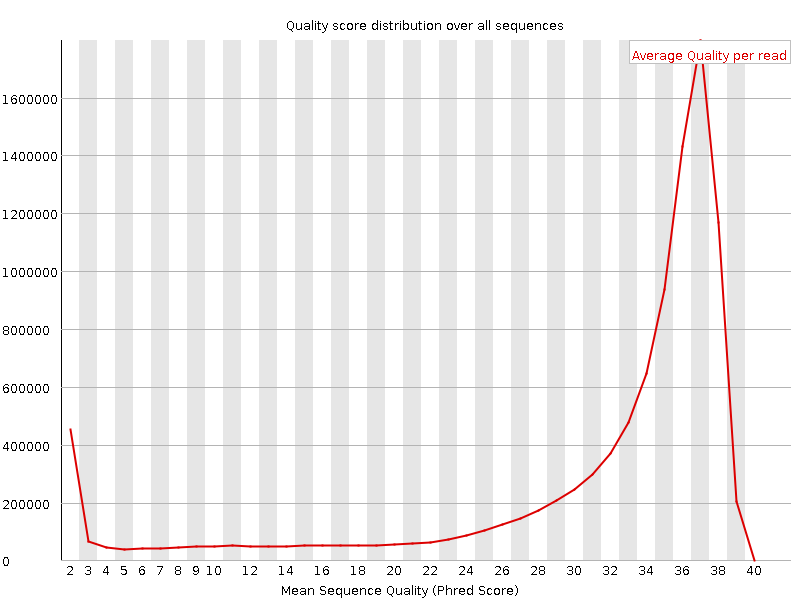 Quality score distribution over all sequences
Average Quality per read
1600000
1400000
1200000
1000000
800000
600000
400000
200000
0
2 3 4 5 6 7 8 9 10 12 14 16 18 20 22 24 26 28 30 32 34 36 38 40
Mean Sequence Quality (Phred Score)